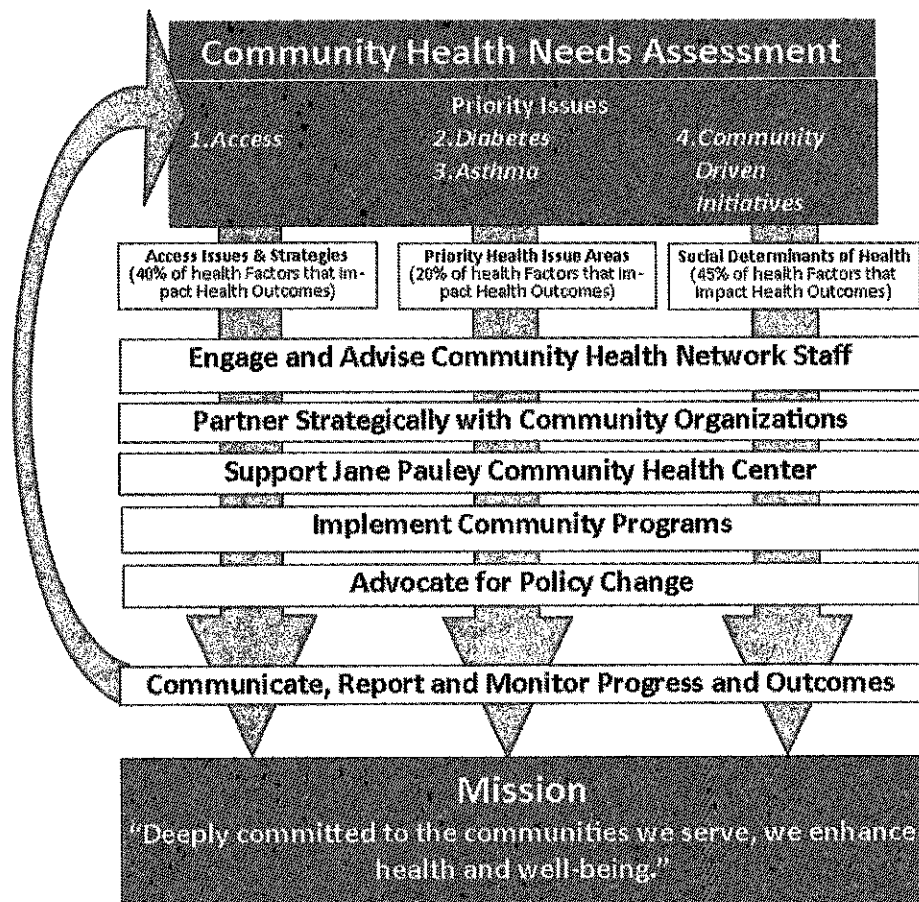 Community Health Needs Assessment
Priority Issues
1.Access
2.Diabetes
3.Asthma
4.Community
Driven
Initiatives
Access Issues & Strategies
(40% of health Factors that Im-
pact Health Outcomes)
Priority Health Issue Areas
(20% of health Factors that Im-
pact Health Outcomes)
Social Determinants of Health
(45% of health Factors that
Impact Health Outcomes)
Engage and Advise Community Health Network Staff
Partner Strategically with Community Organizations
Support Jane Pauley Community Health Center
Implement Community Programs
Advocate for Policy Change
Communicate, Report and Monitor Progress and Outcomes
Mission
“Deeply committed to the communities we serve, we enhance
health and well-being.”